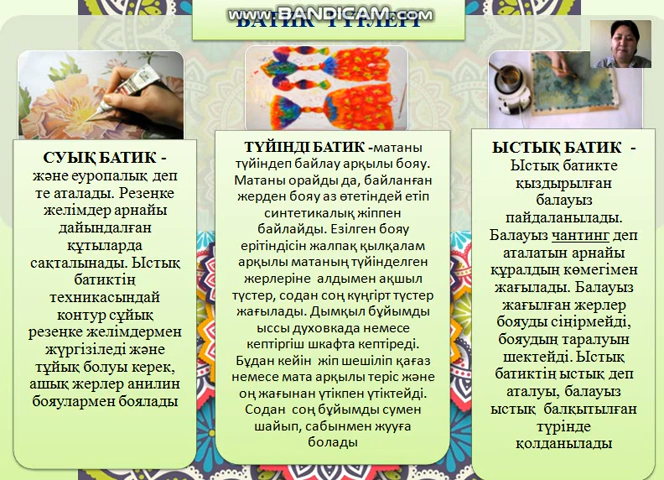 www.BANDICAM.com
БАТИК ТҮРЛЕРІ
СУЫҚ БАТИК -
және еуропалық деп
те аталады. Резеңке
желімдер арнайы
дайындалған
құтыларда
сақталынады. Ыстық
батиктің
техникасындай
контур сұйық
резеңке желімдермен
жүргізіледі және
тұйық болуы керек,
ашық жерлер анилин
бояулармен боялады
ТҮЙІНДІ БАТИК -матаны
түйіндеп байлау арқылы бояу.
Матаны орайды да, байланған
жерден бояу аз өтетіндей етіп
синтетикалық жіппен
байлайды. Езілген бояу
ерітіндісін жалпақ қылқалам
арқылы матаның түйінделген
жерлеріне алдымен ақшыл
түстер, содан соң күңгірт түстер
жағылады. Дымқыл бұйымды
ыссы духовкада немесе
кептіргіш шкафта кептіреді.
Бұдан кейін жіп шешіліп қағаз
немесе мата арқылы теріс және
оң жағынан үтікпен үтіктейді.
Содан соң бұйымды сумен
шайып, сабынмен жууға
болады
ЫСТЫҚ БАТИК -
Ыстық батикте
қыздырылған
балауыз
пайдаланылады.
Балауыз чантинг деп
аталатын арнайы
құралдың көмегімен
жағылады. Балауыз
жағылған жерлер
бояуды сіңірмейді,
бояудың таралуын
шектейді. Ыстық
батиктің ыстық деп
аталуы, балауыз
ыстық балқытылған
түрінде
қолданылады